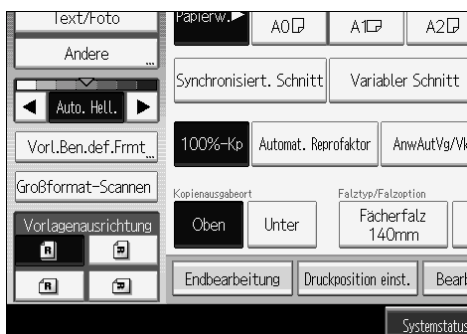 Text/Foto
Andere
Auto. Hell.
Vorl.Ben.def.Frmt
Großformat-Scannen
Vorlagenausrichtung
R R
R R
Papierw.►
A0 A1 A2
Synchronisiert. Schnitt Variabler Schnitt
100%-Kp Automat. Reprofaktor AnwAutVg/Vk
Kopienausgabeort Falztyp/Falzoption
Oben Unter Fächerfalz
140mm
Endbearbeitung Druckposition einst. Bearb
Systemstatus